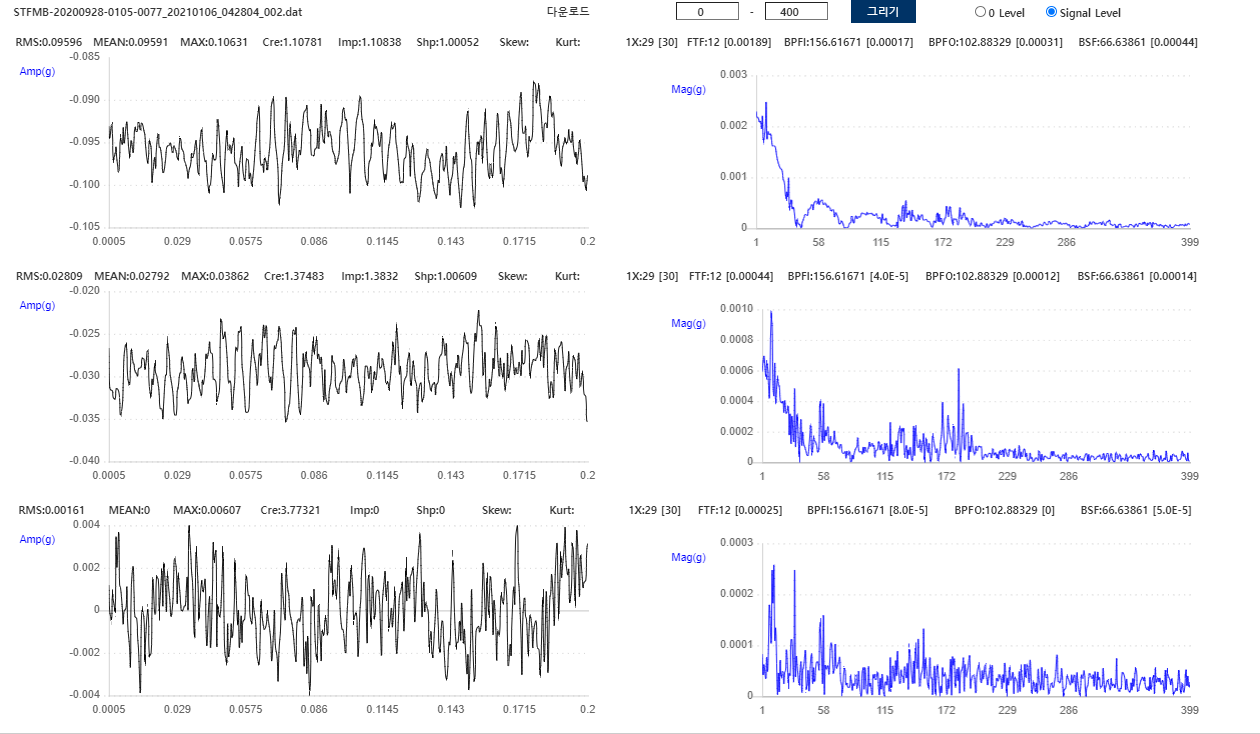 STFMB-20200928-0105-0077_20210106_042804_002.dat 다운로드 0 - 400 그리기 0 Level Signal Level
RMS:0.09596 MEAN:0.09591 MAX:0.10631 Cre:1.10781 Imp:1.10838 Shp:1.00052 Skew: Kurt:
Amp(g)
-0.085
-0.090
-0.095
-0.100
-0.105
0.0005 0.029 0.0575 0.086 0.1145 0.143 0.1715 0.2
1X:29 [30] FTF:12 [0.00189] BPFI:156.61671 [0.00017] BPFO:102.88329 [0.00031] BSF:66.63861 [0.00044]
Mag(g)
0.003
0.002
0.001
0
1 58 115 172 229 286 399
RMS:0.02809 MEAN:0.02792 MAX:0.03862 Cre:1.37483 Imp:1.3832 Shp:1.00609 Skew: Kurt:
Amp(g)
-0.020
-0.025
-0.030
-0.035
-0.040
0.0005 0.029 0.0575 0.086 0.1145 0.143 0.1715 0.2
1X:29 [30] FTF:12 [0.00044] BPFI:156.61671 [4.0E-5] BPFO:102.88329 [0.00012] BSF:66.63861 [0.00014]
Mag(g)
0.0010
0.0008
0.0006
0.0004
0.0002
0
1 58 115 172 229 286 399
RMS:0.00161 MEAN:0 MAX:0.00607 Cre:3.77321 Imp:0 Shp:0 Skew: Kurt:
Amp(g)
0.004
0.002
0
-0.002
-0.004
0.0005 0.029 0.0575 0.086 0.1145 0.143 0.1715 0.2
1X:29 [30] FTF:12 [0.00025] BPFI:156.61671 [8.0E-5] BPFO:102.88329 [0] BSF:66.63861 [5.0E-5]
Mag(g)
0.0003
0.0002
0.0001
0
1 58 115 172 229 286 399